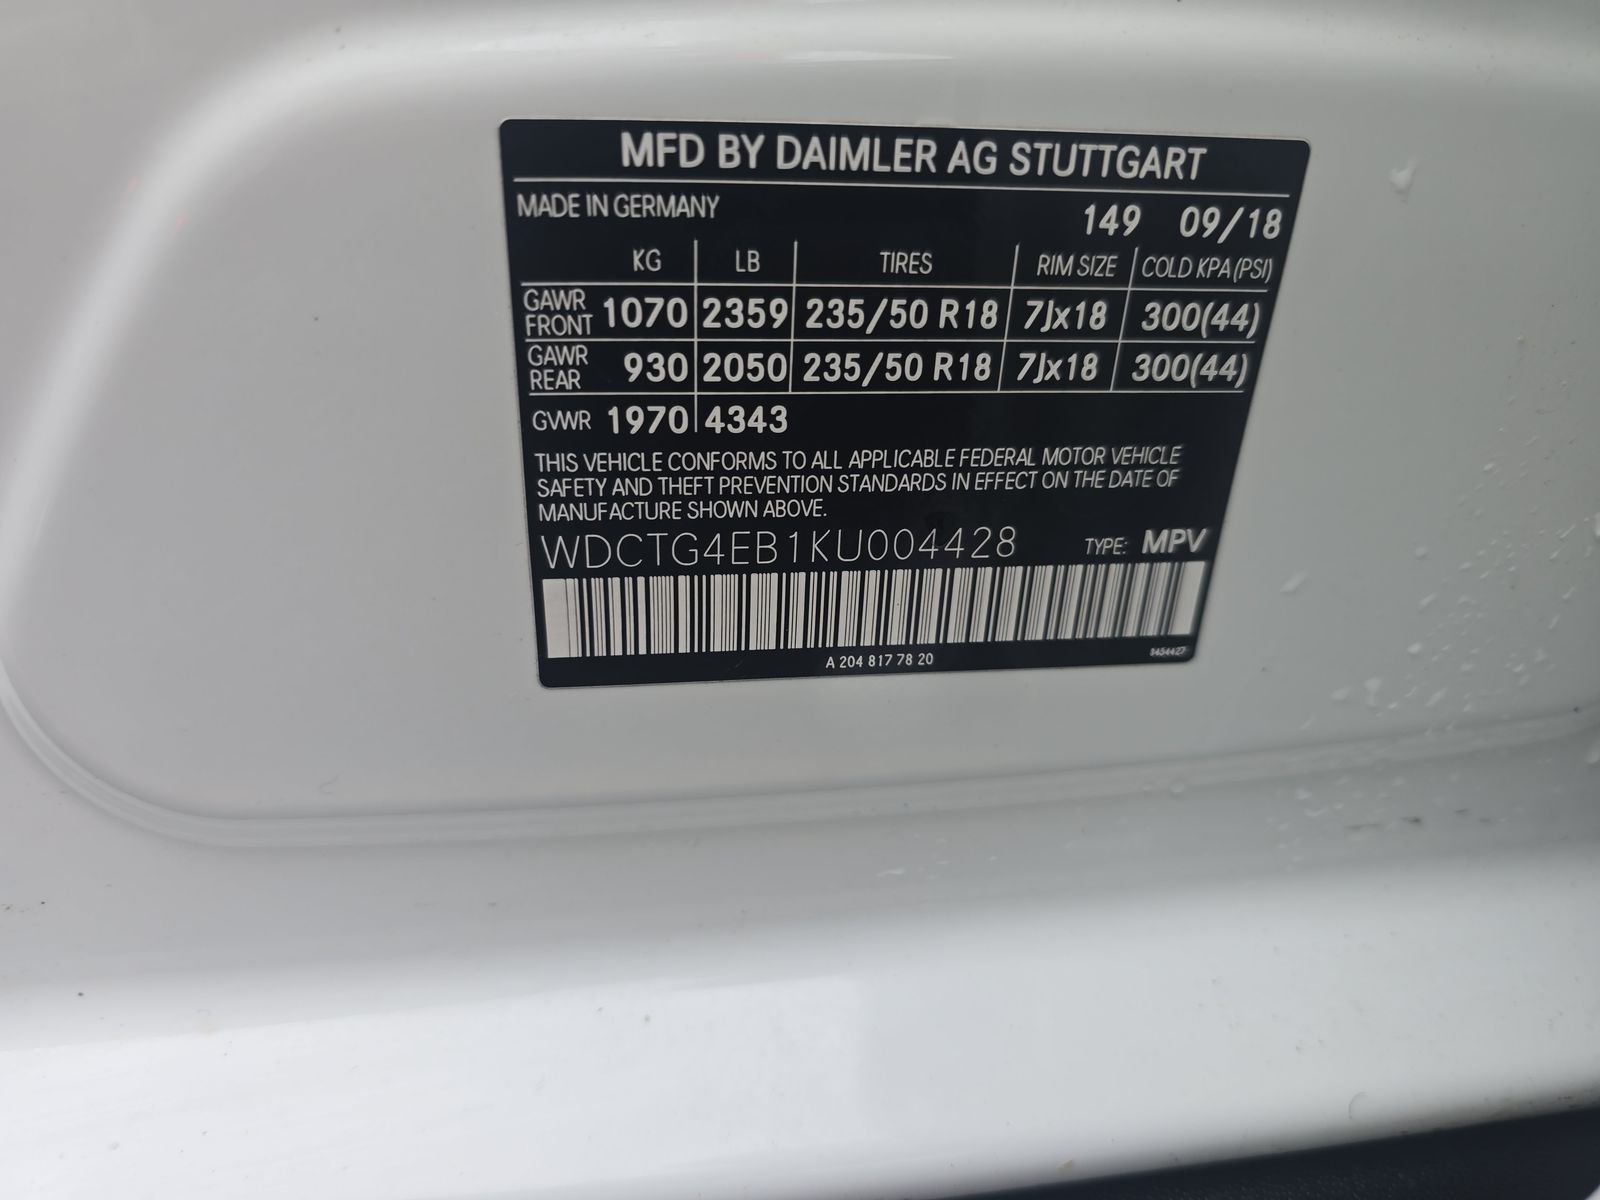 MFD BY DAIMLER AG STUTTGART
MADE IN GERMANY 149 09/18
KG LB TIRES RIM SIZE COLD KPA (PSI)
GAWR FRONT 1070 2359 235/50 R18 7Jx18 300(44)
GAWR REAR 930 2050 235/50 R18 7Jx18 300(44)
GVWR 1970 4343
THIS VEHICLE CONFORMS TO ALL APPLICABLE FEDERAL MOTOR VEHICLE
SAFETY AND THEFT PREVENTION STANDARDS IN EFFECT ON THE DATE OF
MANUFACTURE SHOWN ABOVE.
WDCTG4EB1KU004428 TYPE: MPV
A 204 817 78 20